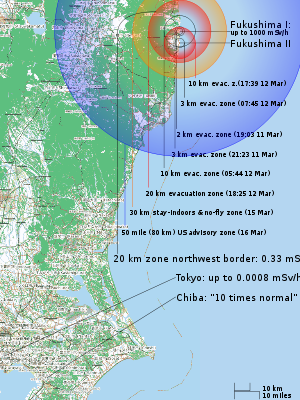 Fukushima I:
up to 1000 mSv/h
Fukushima II
10 km evac. z.(17:39 12 Mar)
3 km evac. zone (07:45 12 Mar)
2 km evac. zone (19:03 11 Mar)
3 km evac. zone (21:23 11 Mar)
10 km evac. zone (05:44 12 Mar)
20 km evacuation zone (18:25 12 Mar)
30 km stay-indoors & no-fly zone (15 Mar)
50 mile (80 km) US advisory zone (16 Mar)
20 km zone northwest border: 0.33 mS
Tokyo: up to 0.0008 mSv/h
Chiba: "10 times normal"
10 km
10 miles